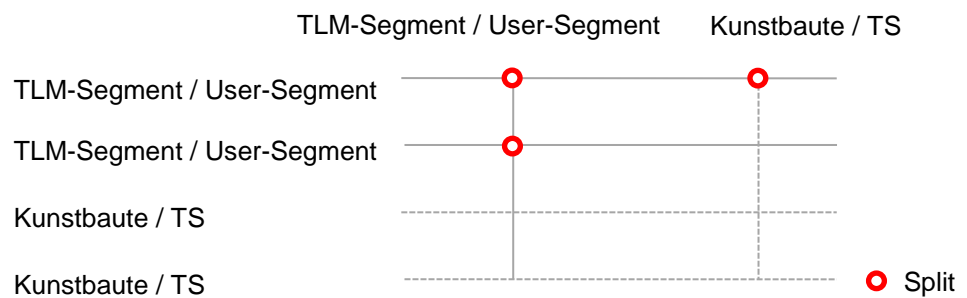 TLM-Segment / User-Segment Kunstbaute / TS
TLM-Segment / User-Segment
TLM-Segment / User-Segment
Kunstbaute / TS
Kunstbaute / TS
Split